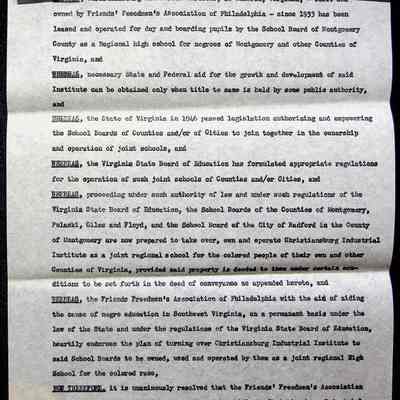 owned by Friends' Freedmen's Association of Philadelphia - since 1933 has been
leased and operated for day and boarding pupils by the School Board of Montgomery
County as a Regional high school for negroes of Montgomery and other Counties of
Virginia, and
WHEREAS, necessary State and Federal aid for the growth and development of said
Institute can be obtained only when title to same is held by some public authority,
and
WHEREAS, the State of Virginia in 1946 passed legislation authorizing and empowering
the School Boards of Counties and/or of Cities to join together in the ownership
and operation of joint schools, and
WHEREAS, the Virginia State Board of Education has formulated appropriate regulations
for the operation of such joint schools of Counties and/or Cities, and
WHEREAS, proceeding under such authority of law and under such regulations of the
Virginia State Board of Education, the School Boards of the Counties of Montgomery,
Pulaski, Giles and Floyd, and the School Board of the City of Radford in the County
of Montgomery are now prepared to take over, own and operate Christiansburg Industrial
Institute as a joint regional school for the colored people of their own and other
Counties of Virginia, provided said property is deeded to them under certain con-
ditions to be set forth in the deed of conveyance as appended hereto, and
WHEREAS, the Friends Freedmen's Association of Philadelphia with the aid of aiding
the cause of negro education in Southwest Virginia, on a permanent basis under the
law of the State and under the regulations of the Virginia State Board of Education,
heartily endorses the plan of turning over Christiansburg Industrial Institute to
said School Boards to be owned, used and operated by them as a joint regional High
School for the colored race,
NOW THEREFORE, it is unanimously resolved that the Friends' Freedmen's Association